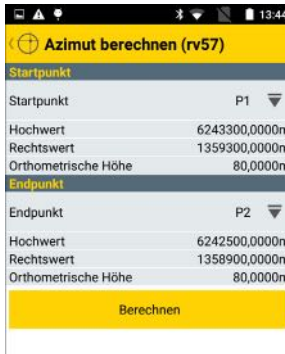 13:44
Azimut berechnen (rv57)
Startpunkt
Startpunkt P1
Hochwert 6243300,0000m
Rechtswert 1359300,0000m
Orthometrische Höhe 80,0000m
Endpunkt
Endpunkt P2
Hochwert 6242500,0000m
Rechtswert 1358900,0000m
Orthometrische Höhe 80,0000m
Berechnen